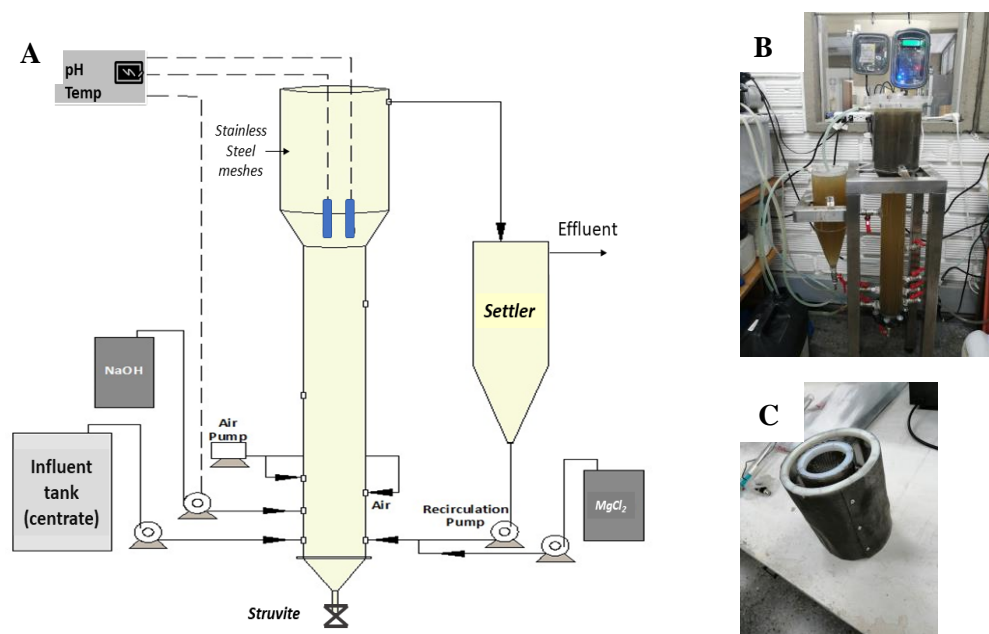 A
pH
Temp
Stainless
Steel
meshes
Effluent
Settler
NaOH
Air
Pump
Influent
tank
(centrate)
Air
Recirculation
Pump
MgCl₂
Struvite
B
C